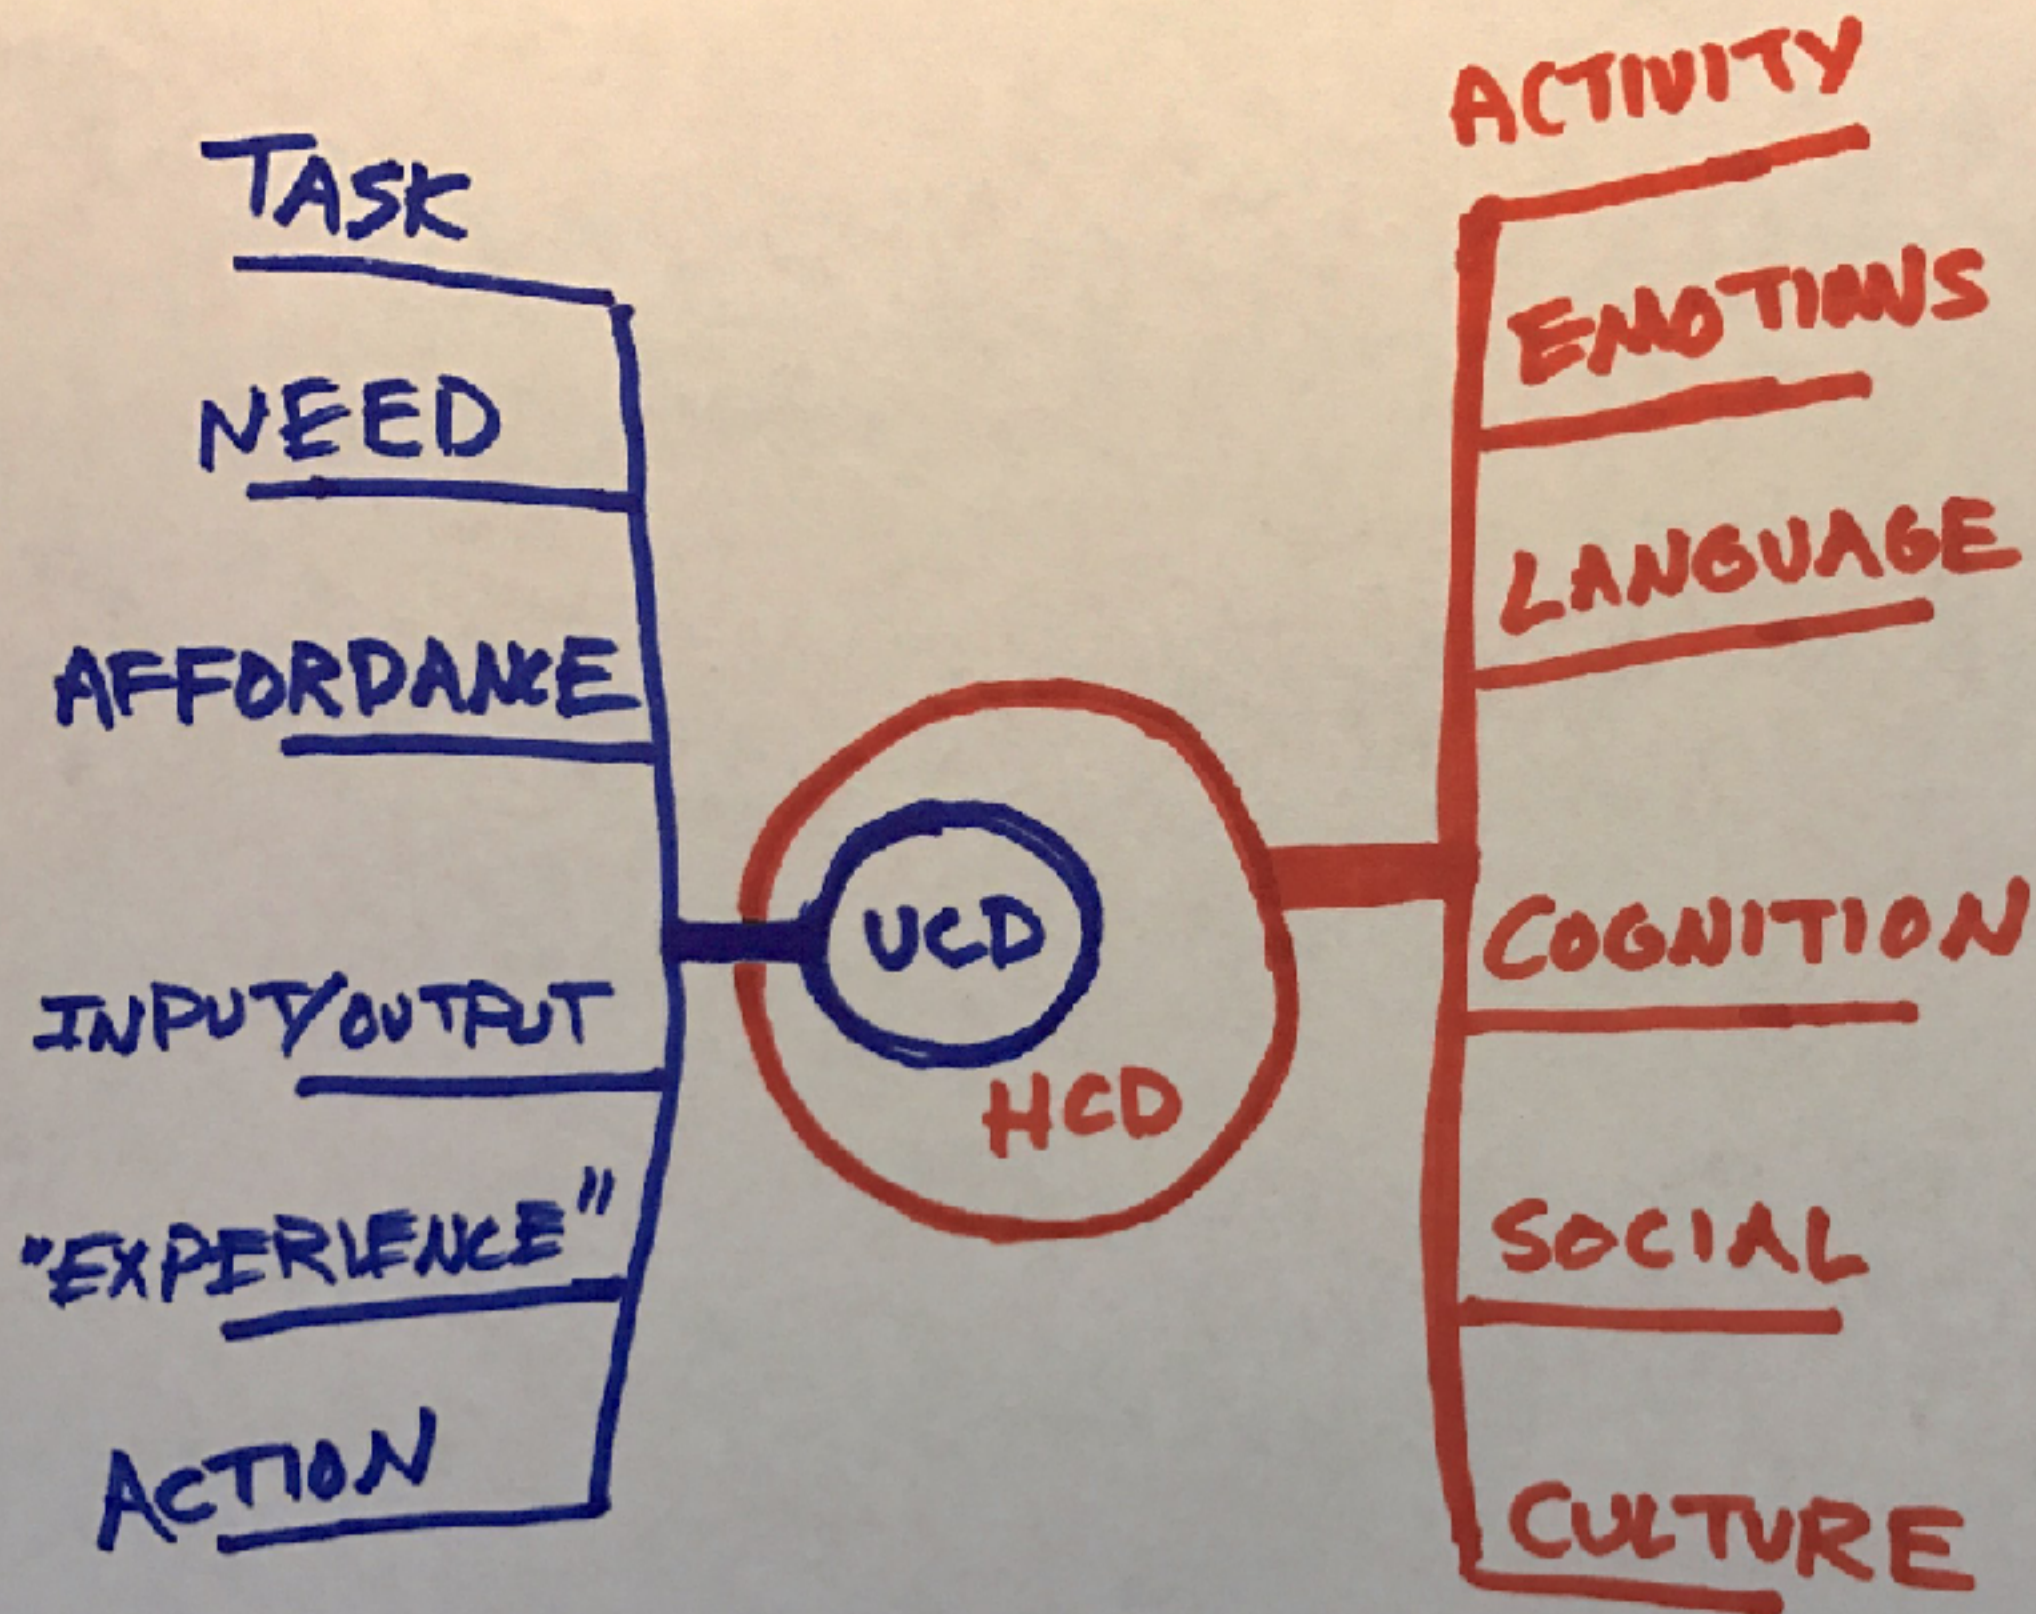 TASK
NEED
AFFORDANCE
INPUT/OUTPUT
"EXPERIENCE"
ACTION
UCD
HCD
ACTIVITY
EMOTIONS
LANGUAGE
COGNITION
SOCIAL
CULTURE